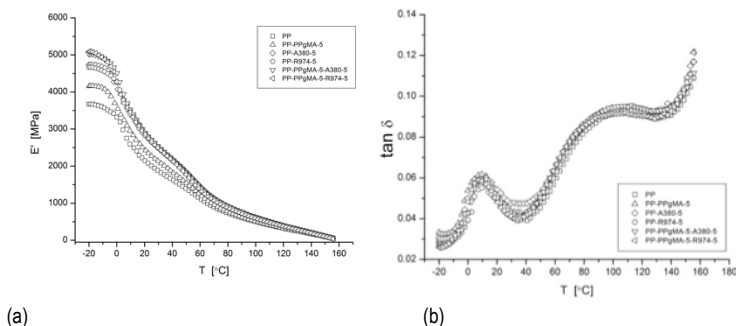 6000
5000
4000
3000
2000
1000
0
E' [MPa]
-20 0 20 40 60 80 100 120 140 160
T [°C]
PP
PP-PPgMA-5
PP-A380-5
PP-R974-5
PP-PPgMA-5-A380-5
PP-PPgMA-5-R974-5
(a)
0.14
0.12
0.10
0.08
0.06
0.04
0.02
tan δ
-20 0 20 40 60 80 100 120 140 160 180
T [°C]
PP
PP-PPgMA-5
PP-A380-5
PP-R974-5
PP-PPgMA-5-A380-5
PP-PPgMA-5-R974-5
(b)